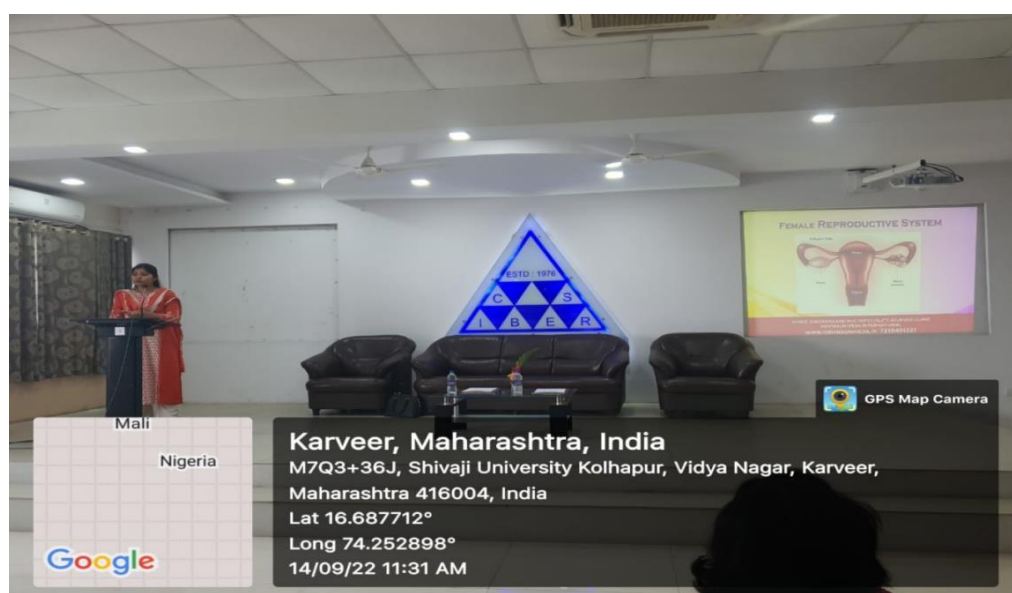 FEMALE REPRODUCTIVE SYSTEM
ESTD : 1976
C S
I B E R
GPS Map Camera
Mali
Nigeria
Google
Karveer, Maharashtra, India
M7Q3+36J, Shivaji University Kolhapur, Vidya Nagar, Karveer,
Maharashtra 416004, India
Lat 16.687712°
Long 74.252898°
14/09/22 11:31 AM